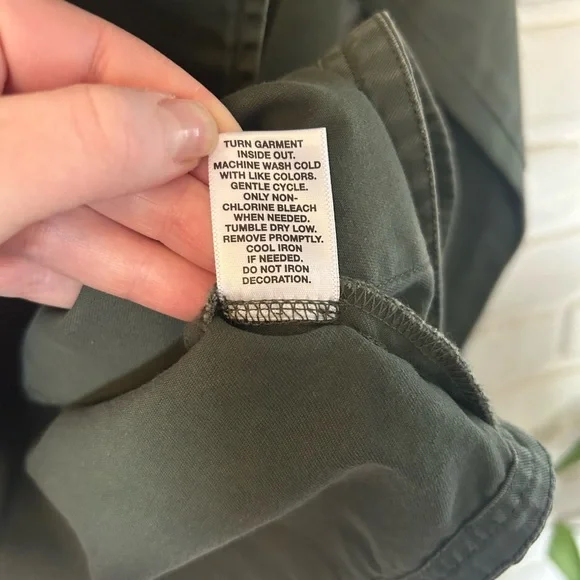 TURN GARMENT
INSIDE OUT.
MACHINE WASH COLD
WITH LIKE COLORS.
GENTLE CYCLE.
ONLY NON-
CHLORINE BLEACH
WHEN NEEDED.
TUMBLE DRY LOW.
REMOVE PROMPTLY.
COOL IRON
IF NEEDED.
DO NOT IRON
DECORATION.